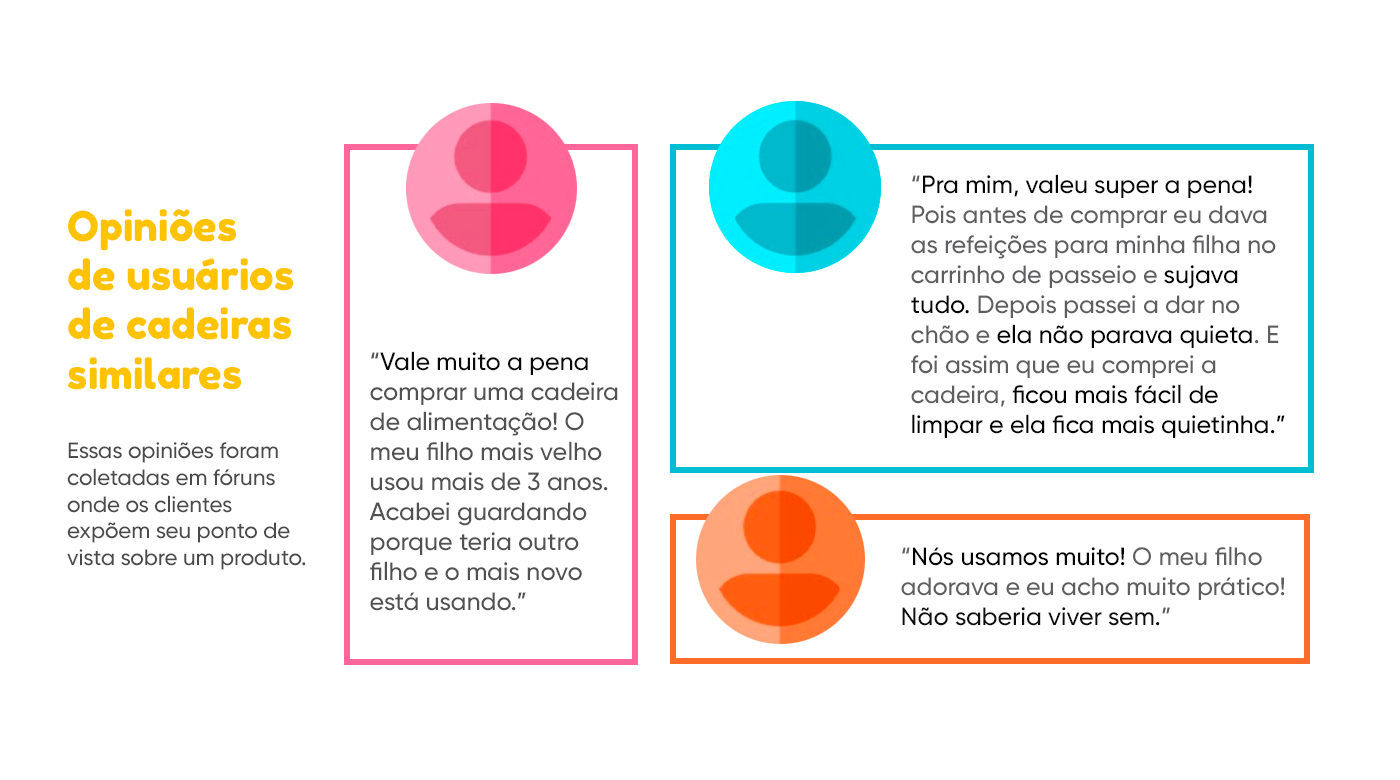 Opiniões
de usuários
de cadeiras
similares
Essas opiniões foram
coletadas em fóruns
onde os clientes
expõem seu ponto de
vista sobre um produto.
“Vale muito a pena
comprar uma cadeira
de alimentação! O
meu filho mais velho
usou mais de 3 anos.
Acabei guardando
porque teria outro
filho e o mais novo
está usando.”
“Pra mim, valeu super a pena!
Pois antes de comprar eu dava
as refeições para minha filha no
carrinho de passeio e sujava
tudo. Depois passei a dar no
chão e ela não parava quieta. E
foi assim que eu comprei a
cadeira, ficou mais fácil de
limpar e ela fica mais quietinha.”
“Nós usamos muito! O meu filho
adorava e eu acho muito prático!
Não saberia viver sem.”